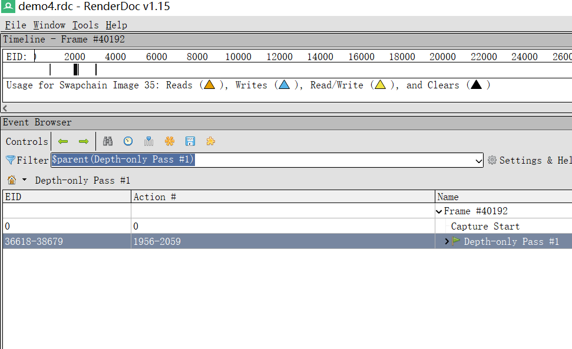 demo4.rdc - RenderDoc v1.15
File Window Tools Help
Timeline - Frame #40192
EID: 0 2000 4000 6000 8000 10000 12000 14000 16000 18000 20000 22000 24000 2600
Usage for Swapchain Image 35: Reads ( ), Writes ( ), Read/Write ( ), and Clears ( )
Event Browser
Controls
Filter $parent(Depth-only Pass #1) Settings & Hel
Depth-only Pass #1
EID Action # Name
Frame #40192
0 0 Capture Start
36618-38679 1956-2059 Depth-only Pass #1